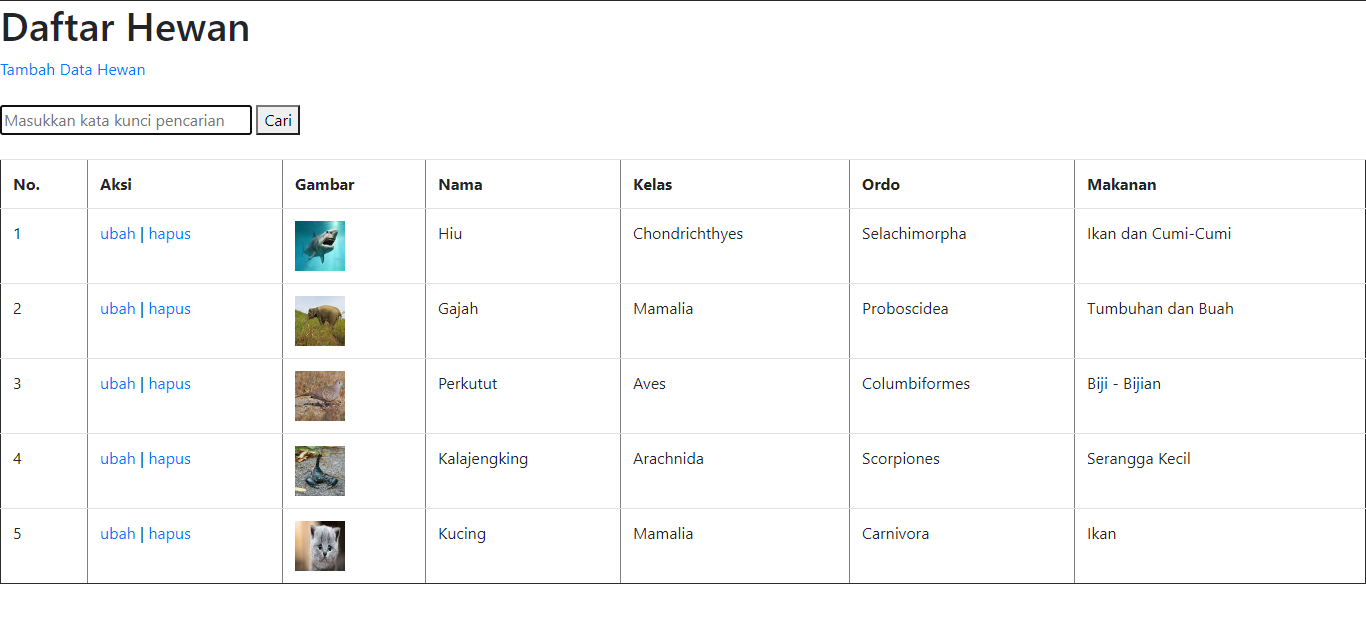 Daftar Hewan
Tambah Data Hewan
Masukkan kata kunci pencarian Cari
No. Aksi Gambar Nama Kelas Ordo Makanan
1 ubah | hapus Hiu Chondrichthyes Selachimorpha Ikan dan Cumi-Cumi
2 ubah | hapus Gajah Mamalia Proboscidea Tumbuhan dan Buah
3 ubah | hapus Perkutut Aves Columbiformes Biji - Bijian
4 ubah | hapus Kalajengking Arachnida Scorpiones Serangga Kecil
5 ubah | hapus Kucing Mamalia Carnivora Ikan